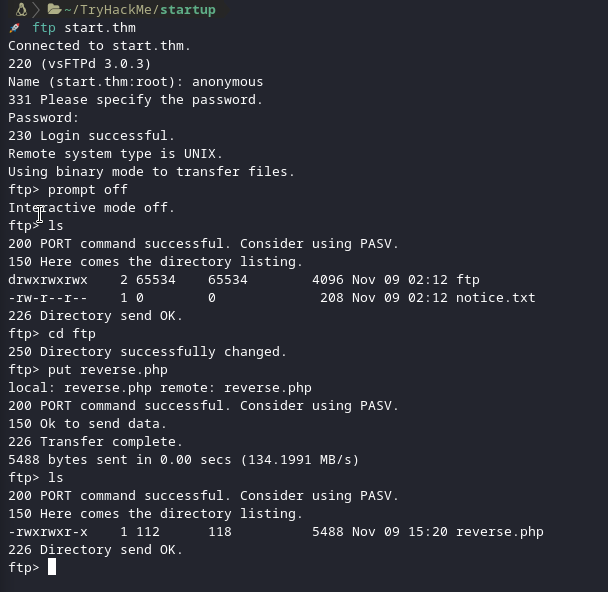 ~/TryHackMe/startup
ftp start.thm
Connected to start.thm.
220 (vsFTPd 3.0.3)
Name (start.thm:root): anonymous
331 Please specify the password.
Password:
230 Login successful.
Remote system type is UNIX.
Using binary mode to transfer files.
ftp> prompt off
Interactive mode off.
ftp> ls
200 PORT command successful. Consider using PASV.
150 Here comes the directory listing.
drwxrwxrwx    2 65534    65534        4096 Nov 09 02:12 ftp
-rw-r--r--    1 0        0             208 Nov 09 02:12 notice.txt
226 Directory send OK.
ftp> cd ftp
250 Directory successfully changed.
ftp> put reverse.php
local: reverse.php remote: reverse.php
200 PORT command successful. Consider using PASV.
150 Ok to send data.
226 Transfer complete.
5488 bytes sent in 0.00 secs (134.1991 MB/s)
ftp> ls
200 PORT command successful. Consider using PASV.
150 Here comes the directory listing.
-rwxrwxr-x    1 112      118          5488 Nov 09 15:20 reverse.php
226 Directory send OK.
ftp>